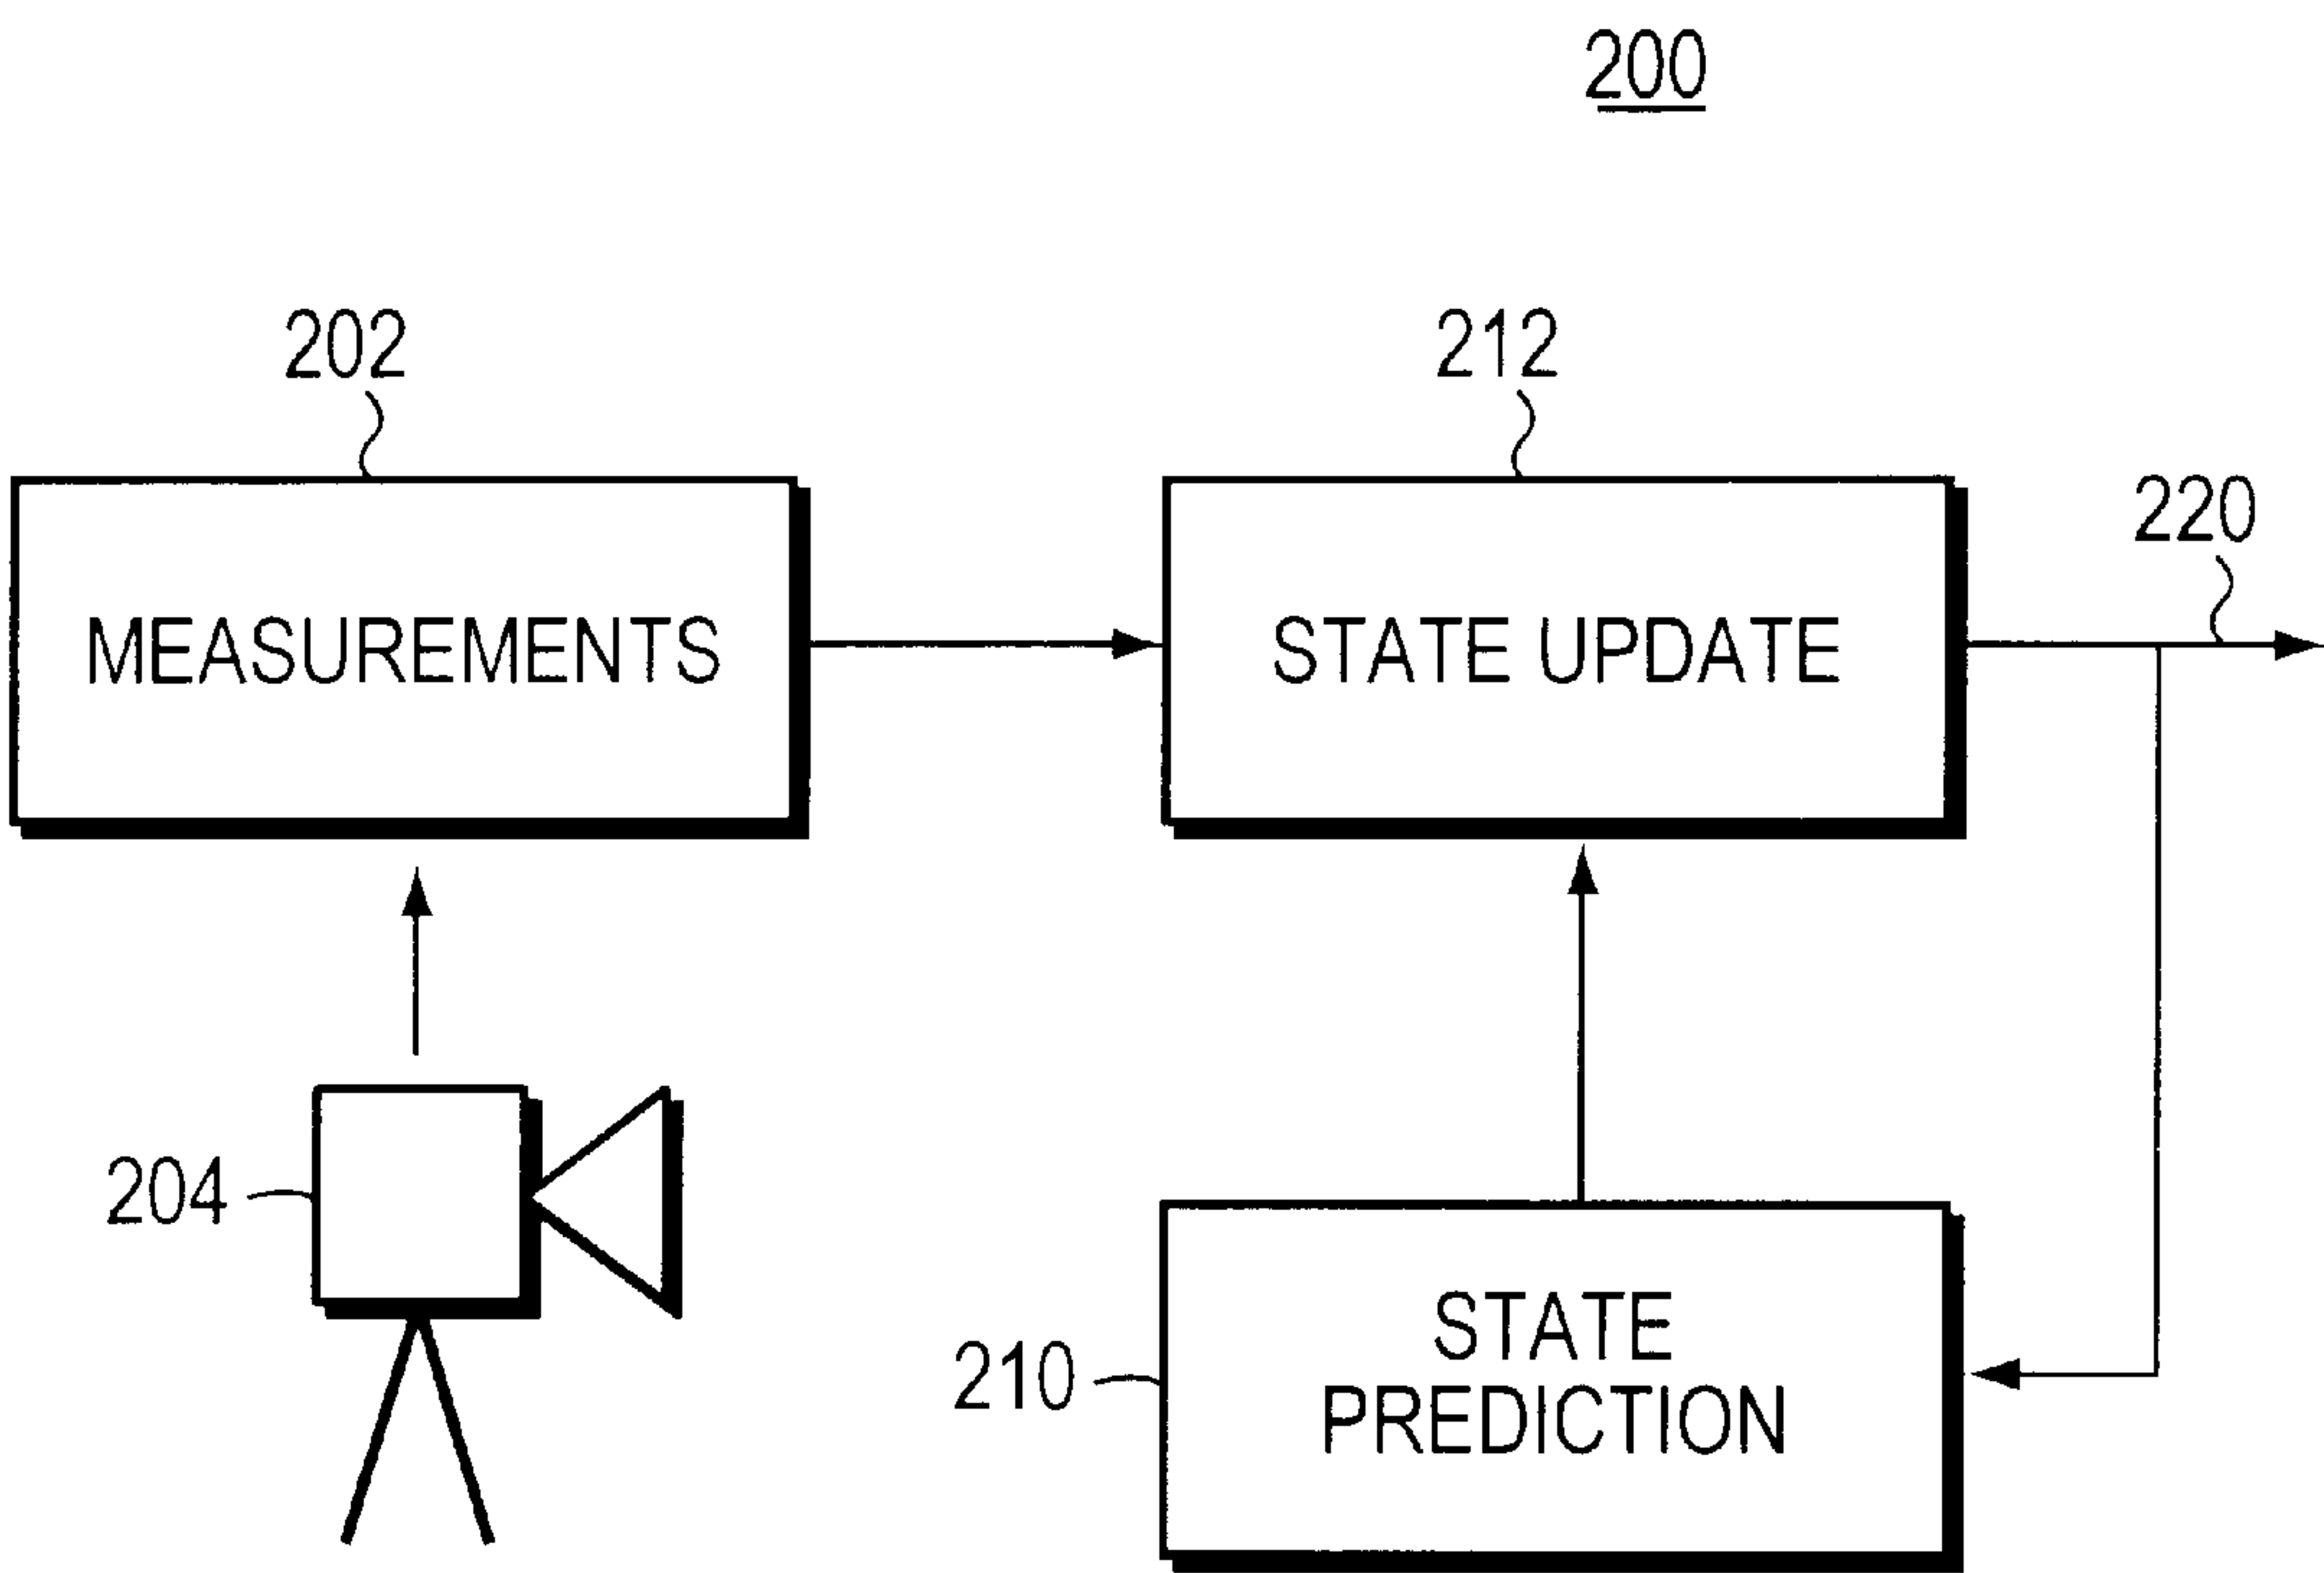 200
202
212
220
MEASUREMENTS
STATE UPDATE
204
210
STATE
PREDICTION